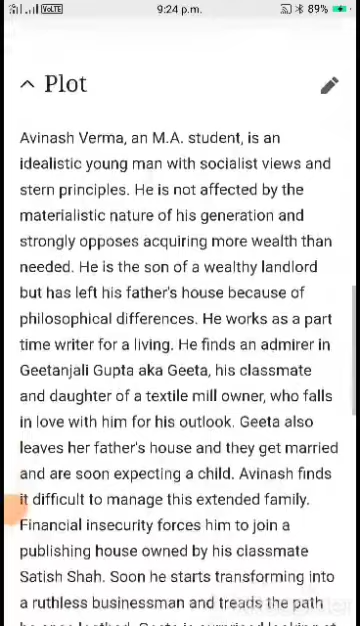 VoLTE 9:24 p.m. 89%
Plot
Avinash Verma, an M.A. student, is an
idealistic young man with socialist views and
stern principles. He is not affected by the
materialistic nature of his generation and
strongly opposes acquiring more wealth than
needed. He is the son of a wealthy landlord
but has left his father's house because of
philosophical differences. He works as a part
time writer for a living. He finds an admirer in
Geetanjali Gupta aka Geeta, his classmate
and daughter of a textile mill owner, who falls
in love with him for his outlook. Geeta also
leaves her father's house and they get married
and are soon expecting a child. Avinash finds
it difficult to manage this extended family.
Financial insecurity forces him to join a
publishing house owned by his classmate
Satish Shah. Soon he starts transforming into
a ruthless businessman and treads the path